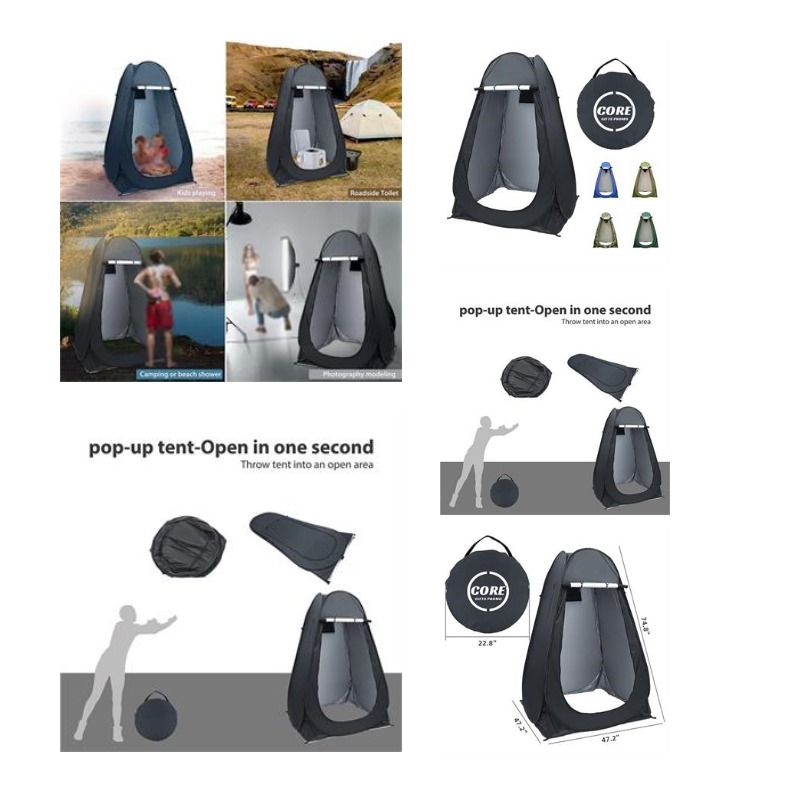 Kids playing
Roadside Toilet
Camping or beach shower
Photography modeling
CORE
GIFTS PROMO
pop-up tent-Open in one second
Throw tent into an open area
pop-up tent-Open in one second
Throw tent into an open area
CORE
GIFTS PROMO
22.8"
74.8"
47.2"
47.2"